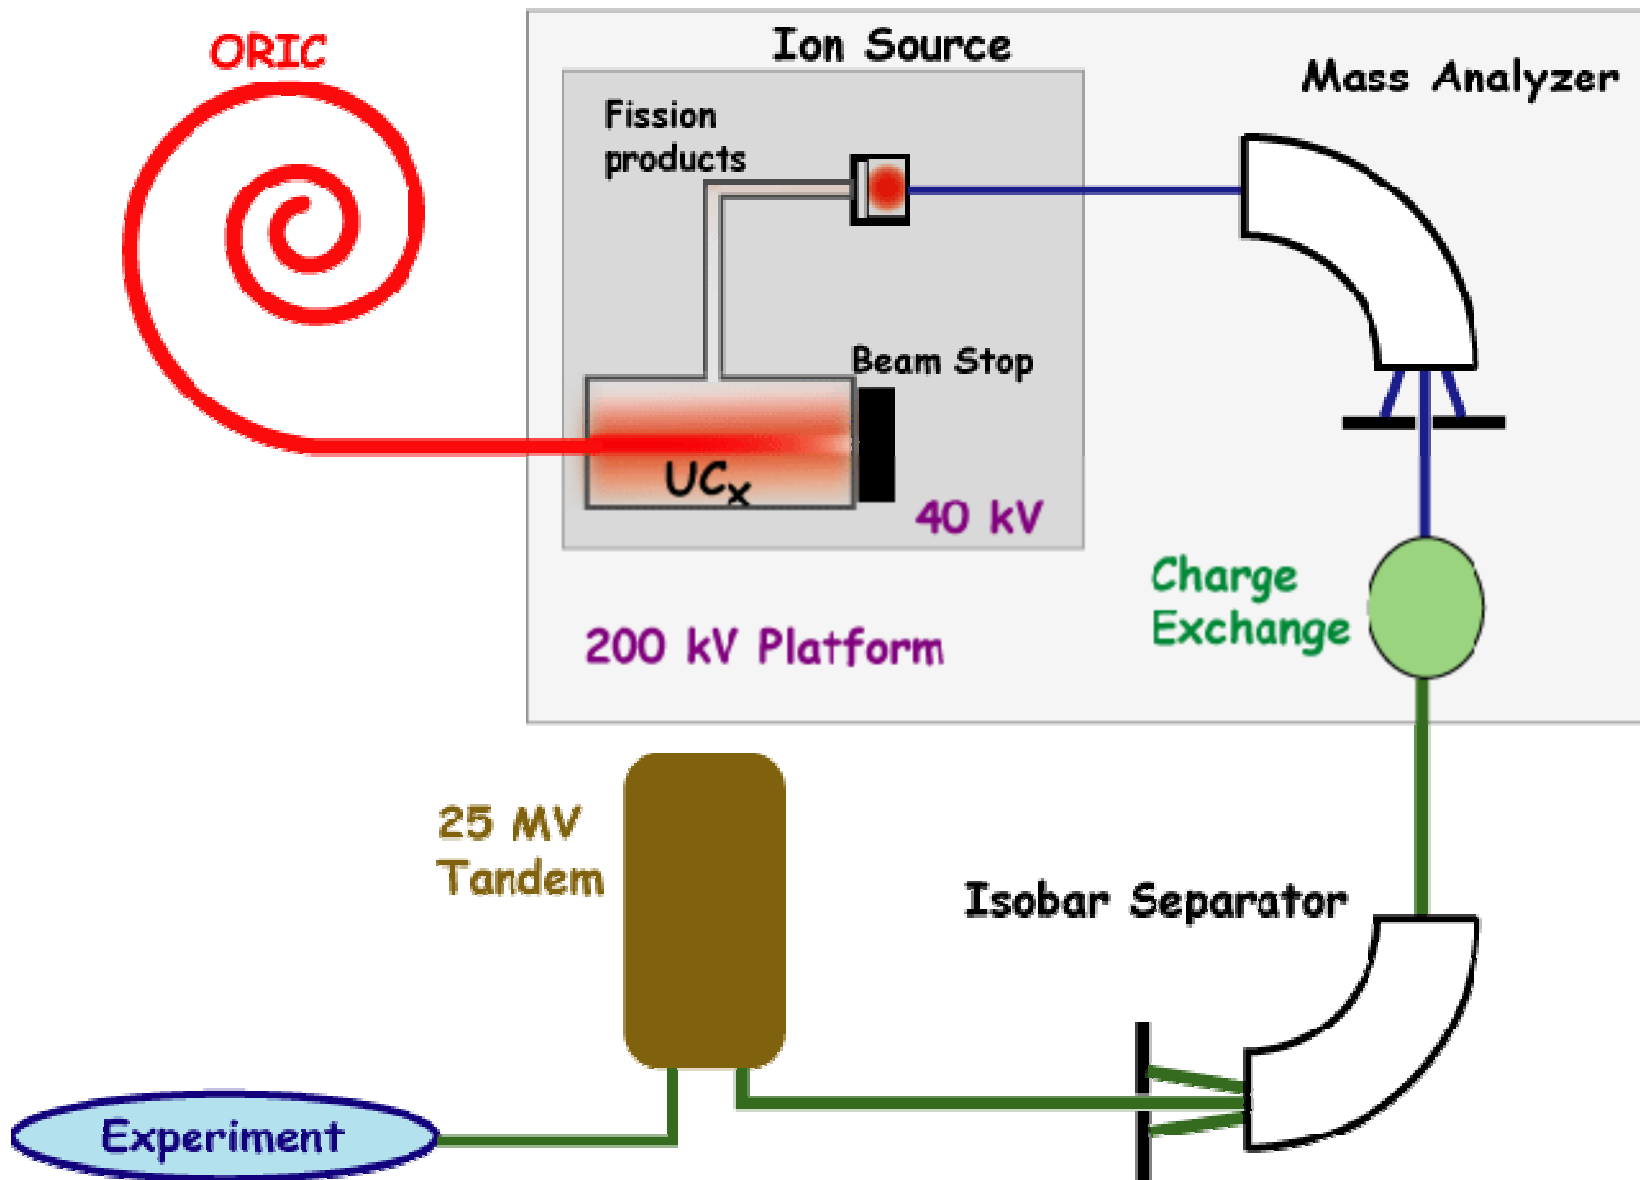 ORIC
Ion Source
Mass Analyzer
Fission
products
Beam Stop
UCx
40 kV
Charge
Exchange
200 kV Platform
25 MV
Tandem
Isobar Separator
Experiment